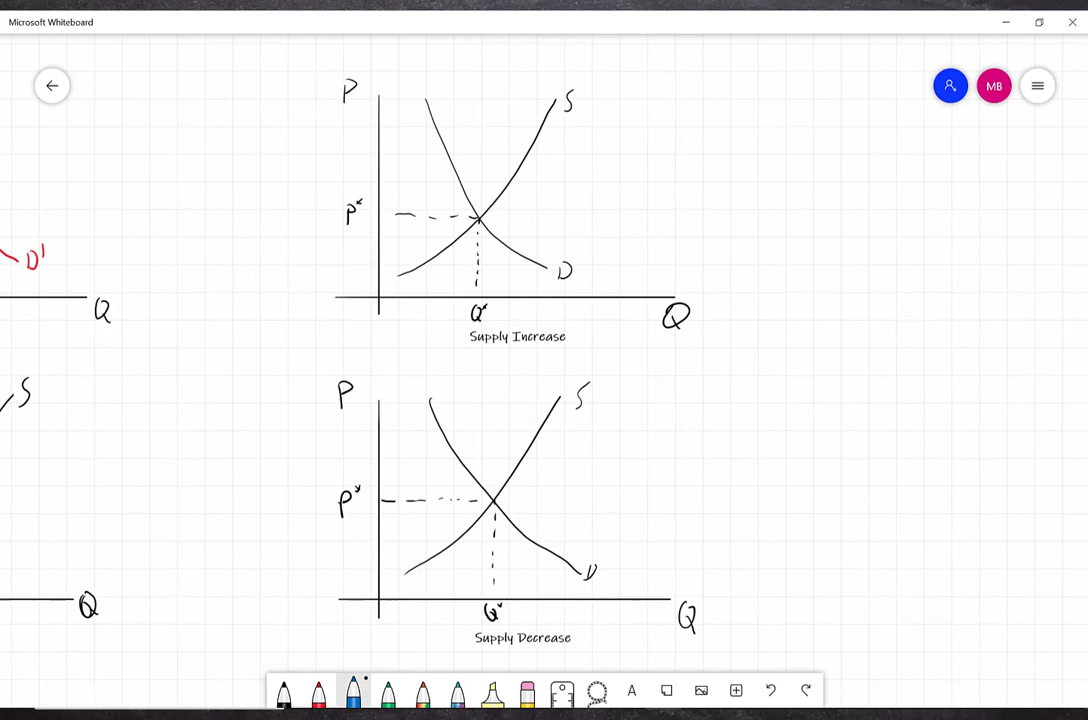 Microsoft Whiteboard
MB
P
S
P*
D
Q*
Q
Supply Increase
D'
Q
S
Q
P
S
P*
D
Q*
Q
Supply Decrease
A